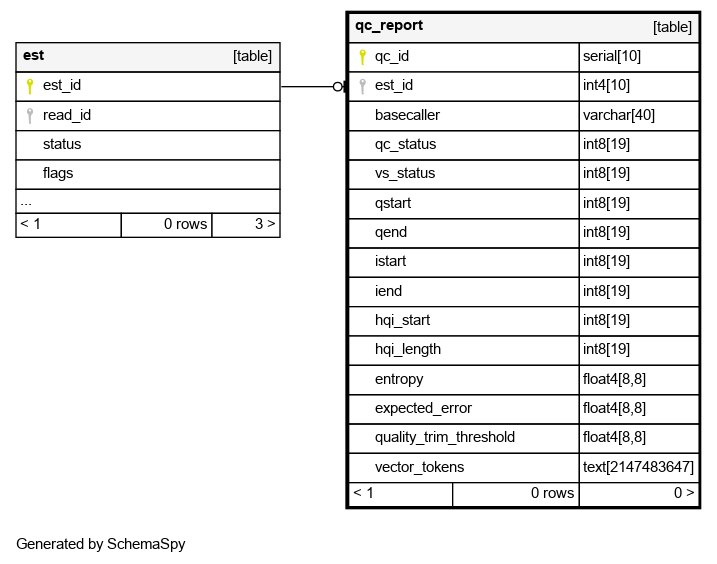 est [table]
est_id
read_id
status
flags
...
< 1 0 rows 3 >
qc_report [table]
qc_id serial[10]
est_id int4[10]
basecaller varchar[40]
qc_status int8[19]
vs_status int8[19]
qstart int8[19]
qend int8[19]
istart int8[19]
iend int8[19]
hqi_start int8[19]
hqi_length int8[19]
entropy float4[8,8]
expected_error float4[8,8]
quality_trim_threshold float4[8,8]
vector_tokens text[2147483647]
< 1 0 rows 0 >
Generated by SchemaSpy